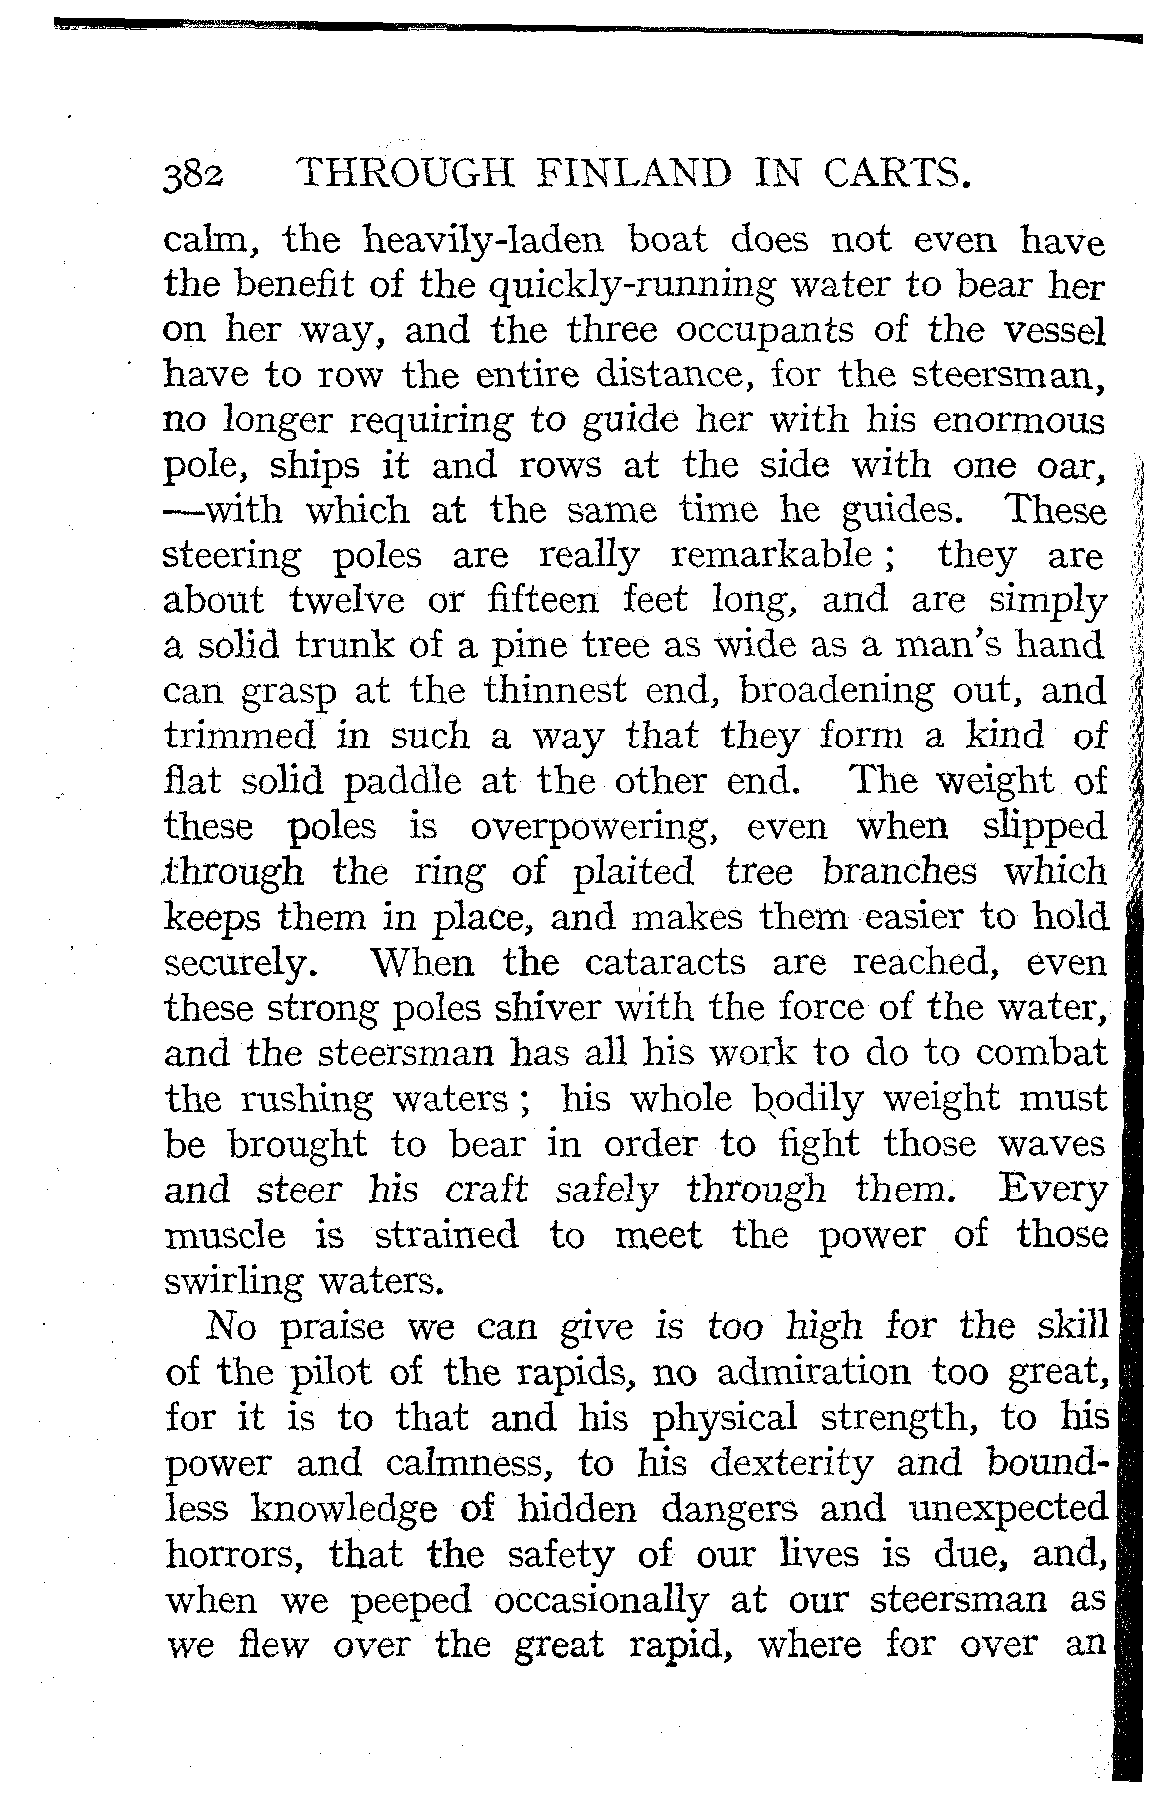 382 THROUGH FINLAND IN CARTS.
calm, the heavily-laden boat does not even have
the benefit of the quickly-running water to bear her
on her way, and the three occupants of the vessel
have to row the entire distance, for the steersman,
no longer requiring to guide her with his enormous
pole, ships it and rows at the side with one oar,
—with which at the same time he guides. These
steering poles are really remarkable ; they are
about twelve or fifteen feet long, and are simply
a solid trunk of a pine tree as wide as a man's hand
can grasp at the thinnest end, broadening out, and
trimmed in such a way that they form a kind of
flat solid paddle at the other end. The weight of
these poles is overpowering, even when slipped
through the ring of plaited tree branches which
keeps them in place, and makes them easier to hold
securely. When the cataracts are reached, even
these strong poles shiver with the force of the water,
and the steersman has all his work to do to combat
the rushing waters ; his whole bodily weight must
be brought to bear in order to fight those waves
and steer his craft safely through them. Every
muscle is strained to meet the power of those
swirling waters.
No praise we can give is too high for the skill
of the pilot of the rapids, no admiration too great,
for it is to that and his physical strength, to his
power and calmness, to his dexterity and bound-
less knowledge of hidden dangers and unexpected
horrors, that the safety of our lives is due, and,
when we peeped occasionally at our steersman as
we flew over the great rapid, where for over an